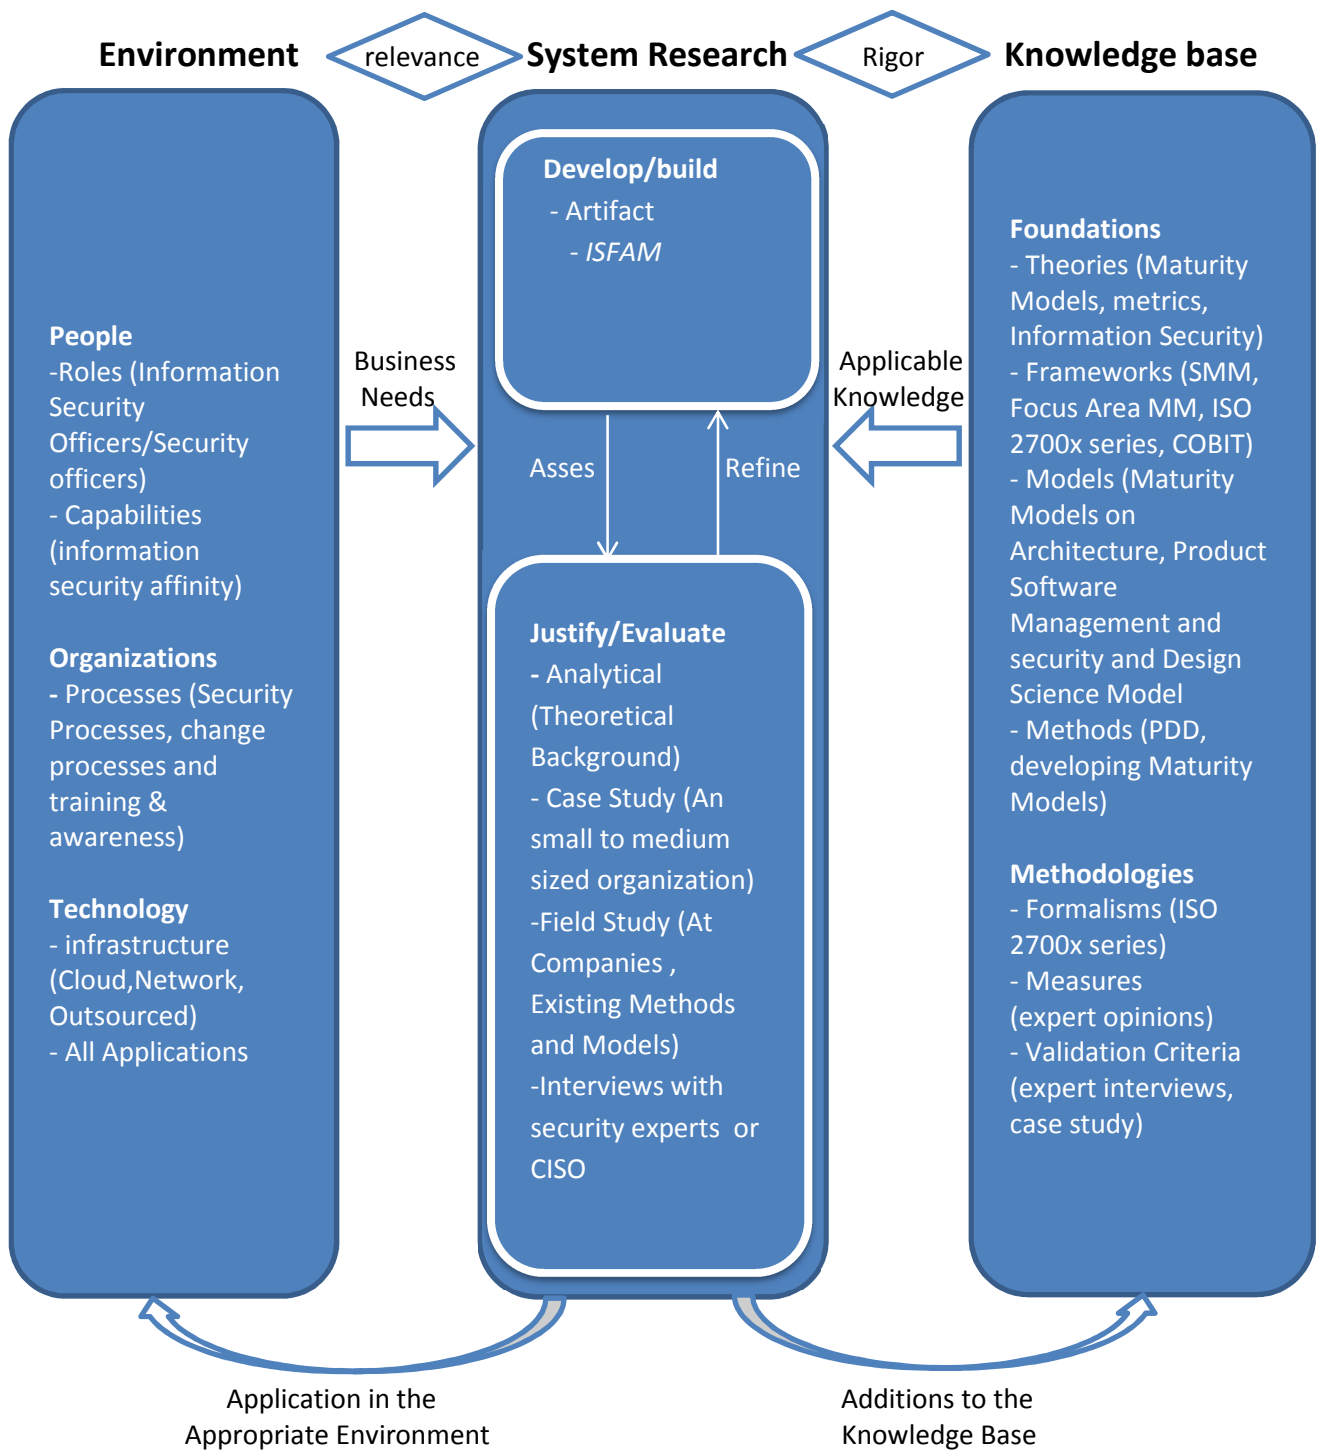 Environment
relevance
System Research
Rigor
Knowledge base
People
-Roles (Information
Security
Officers/Security
officers)
- Capabilities
(information
security affinity)
Organizations
- Processes (Security
Processes, change
processes and
training &
awareness)
Technology
- infrastructure
(Cloud,Network,
Outsourced)
- All Applications
Business
Needs
Develop/build
- Artifact
- ISFAM
Asses
Refine
Justify/Evaluate
- Analytical
(Theoretical
Background)
- Case Study (An
small to medium
sized organization)
-Field Study (At
Companies ,
Existing Methods
and Models)
-Interviews with
security experts  or
CISO
Applicable
Knowledge
Foundations
- Theories (Maturity
Models, metrics,
Information Security)
- Frameworks (SMM,
Focus Area MM, ISO
2700x series, COBIT)
- Models (Maturity
Models on
Architecture, Product
Software
Management and
security and Design
Science Model
- Methods (PDD,
developing Maturity
Models)
Methodologies
- Formalisms (ISO
2700x series)
- Measures
(expert opinions)
- Validation Criteria
(expert interviews,
case study)
Application in the
Appropriate Environment
Additions to the
Knowledge Base